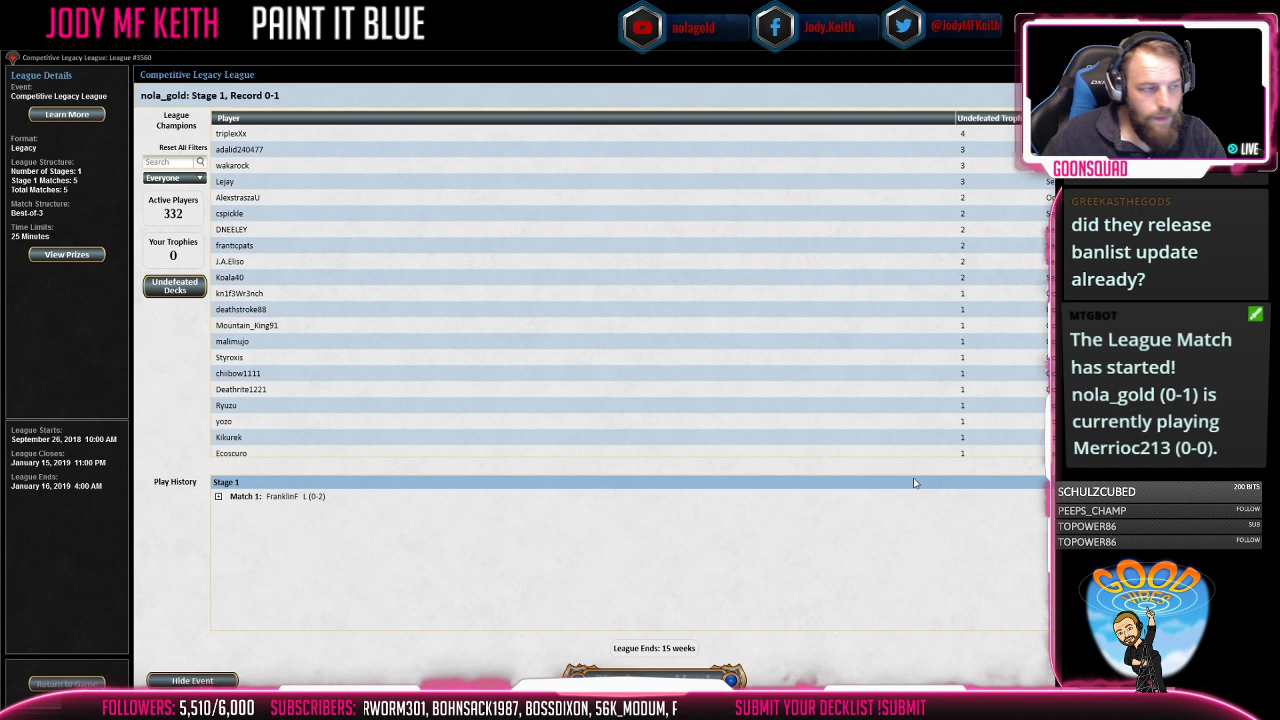 JODY MF KEITH PAINT IT BLUE
nolagold
Jody.Keith
@JodyMFKeith
Competitive Legacy League: League #3560
League Details
Event:
Competitive Legacy League
Learn More
Format:
Legacy
League Structure:
Number of Stages: 1
Stage 1 Matches: 5
Total Matches: 5
Match Structure:
Best-of-3
Time Limits:
25 Minutes
View Prizes
League Starts:
September 26, 2018 10:00 AM
League Closes:
January 15, 2019 11:00 PM
League Ends:
January 16, 2019 4:00 AM
Return to Game
Competitive Legacy League
nola_gold: Stage 1, Record 0-1
League
Champions
Reset All Filters
Search
Everyone
Active Players
332
Your Trophies
0
Undefeated
Decks
Player Undefeated Troph
triplexXx 4
adalid240477 3
wakarock 3
Lejay 3
AlexstraszaU 2
cspickle 2
DNEELEY 2
franticpats 2
J.A.Eliso 2
Koala40 2
kn1f3Wr3nch 1
deathstroke88 1
Mountain_King91 1
malimujo 1
Styroxis 1
chiibow1111 1
Deathrite1221 1
Ryuzu 1
yozo 1
Kikurek 1
Ecoscuro 1
Play History
Stage 1
Match 1: FranklinF L (0-2)
League Ends: 15 weeks
Hide Event
LIVE
GOONSQUAD
GREEKASTHEGODS
did they release
banlist update
already?
MTGBOT
The League Match
has started!
nola_gold (0-1) is
currently playing
Merrioc213 (0-0).
SCHULZCUBED 200 BITS
PEEPS_CHAMP FOLLOW
TOPOWER86 SUB
TOPOWER86 FOLLOW
GOOD
VIBES
FOLLOWERS: 5,510/6,000 SUBSCRIBERS: RWORM301, BOHNSACK1987, BOSSDIXON, 56K_MODUM, F SUBMIT YOUR DECKLIST !SUBMIT